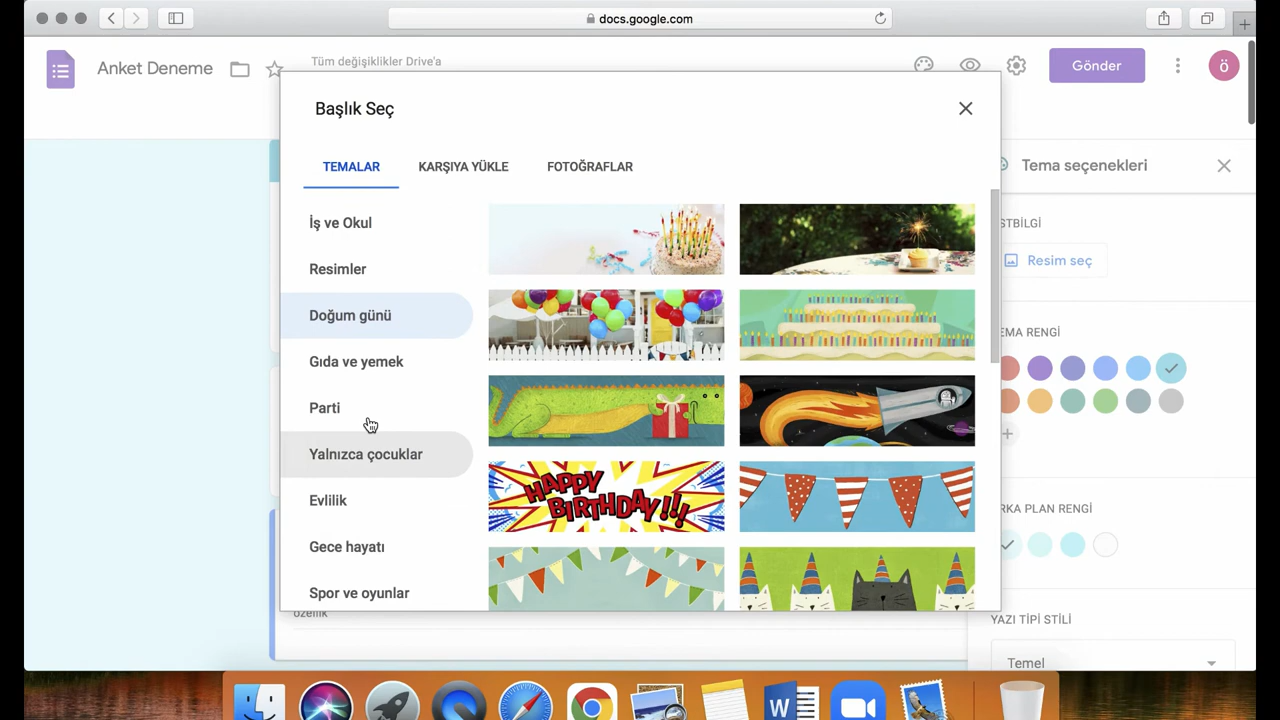 docs.google.com
Anket Deneme
Tüm değişiklikler Drive'a
Gönder
ö
Başlık Seç
TEMALAR
KARŞIYA YÜKLE
FOTOĞRAFLAR
İş ve Okul
Resimler
Doğum günü
Gıda ve yemek
Parti
Yalnızca çocuklar
Evlilik
Gece hayatı
Spor ve oyunlar
HAPPY
BIRTHDAY!!!
özellik
Tema seçenekleri
STBİLGİ
Resim seç
EMA RENGİ
RKA PLAN RENGİ
YAZI TİPİ STİLİ
Temel
W